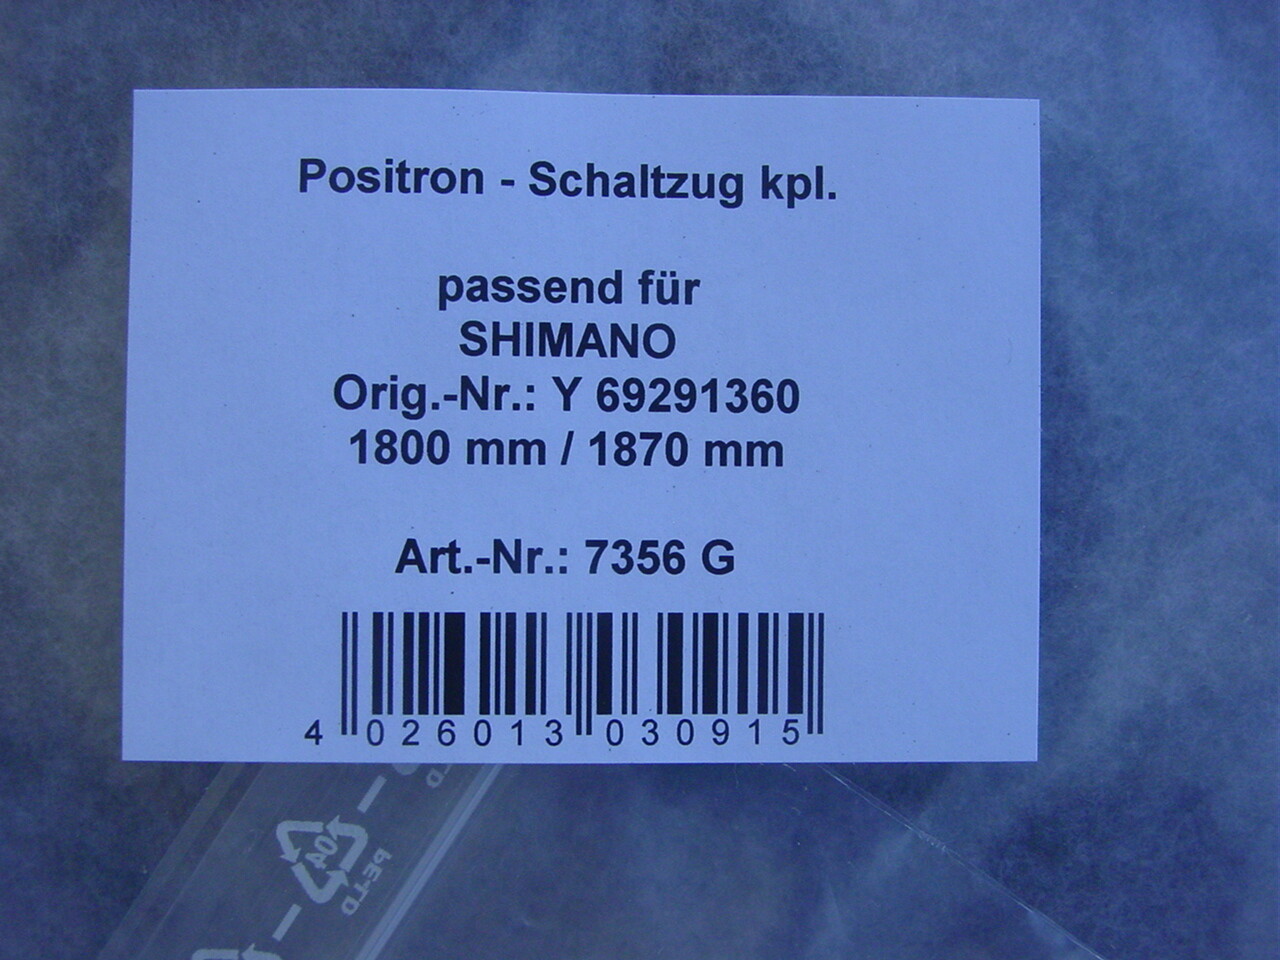 Positron - Schaltzug kpl.
passend für
SHIMANO
Orig.-Nr.: Y 69291360
1800 mm / 1870 mm
Art.-Nr.: 7356 G
4 026013 030915
04
PE-LD